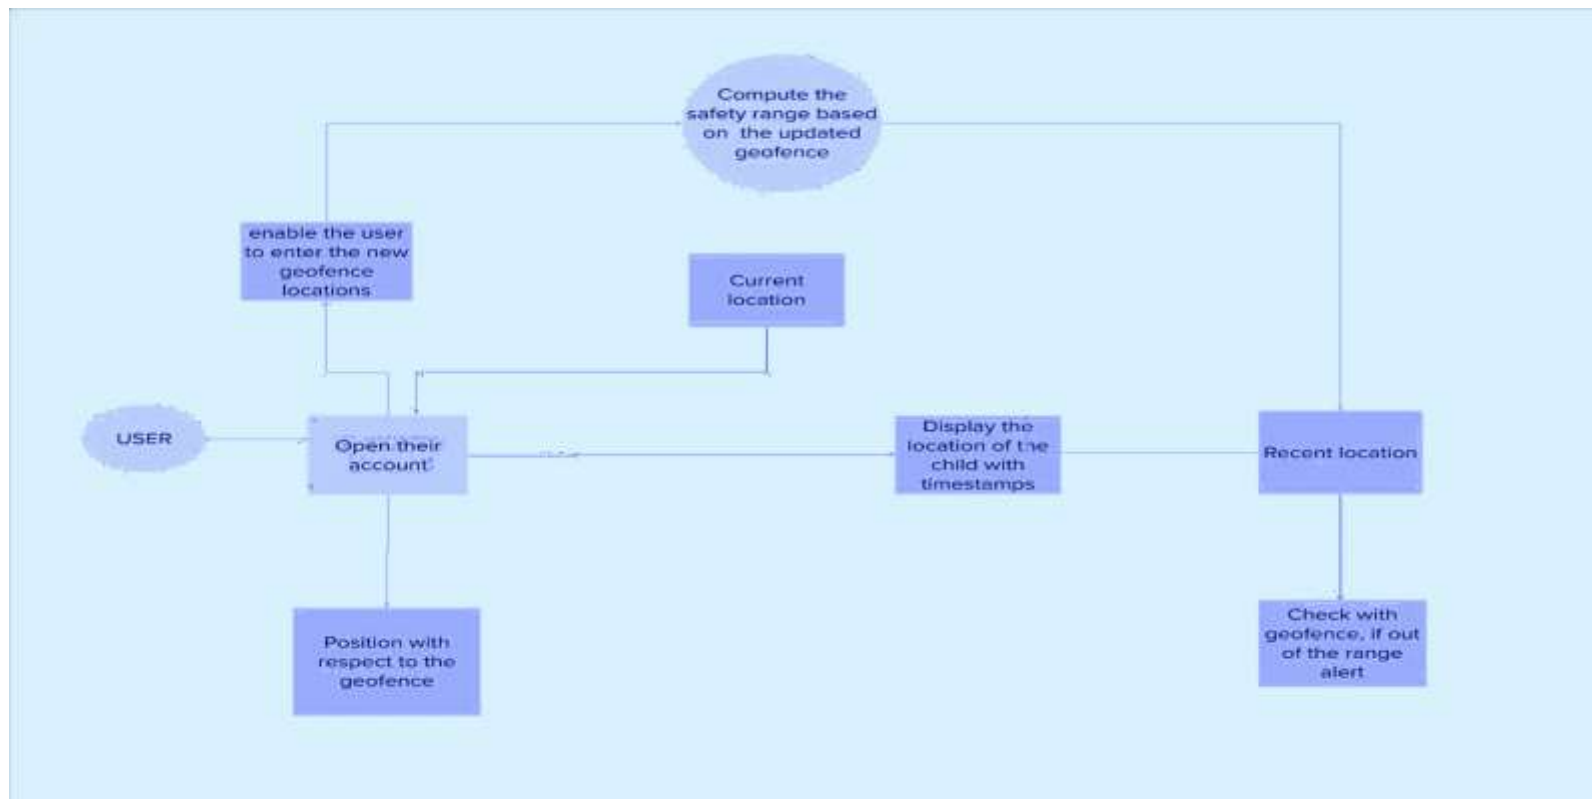 Compute the
safety range based
on the updated
geofence
enable the user
to enter the new
geofence
locations
Current
location
USER
Open their
account
Display the
location of the
child with
timestamps
Recent location
Position with
respect to the
geofence
Check with
geofence, if out
of the range
alert